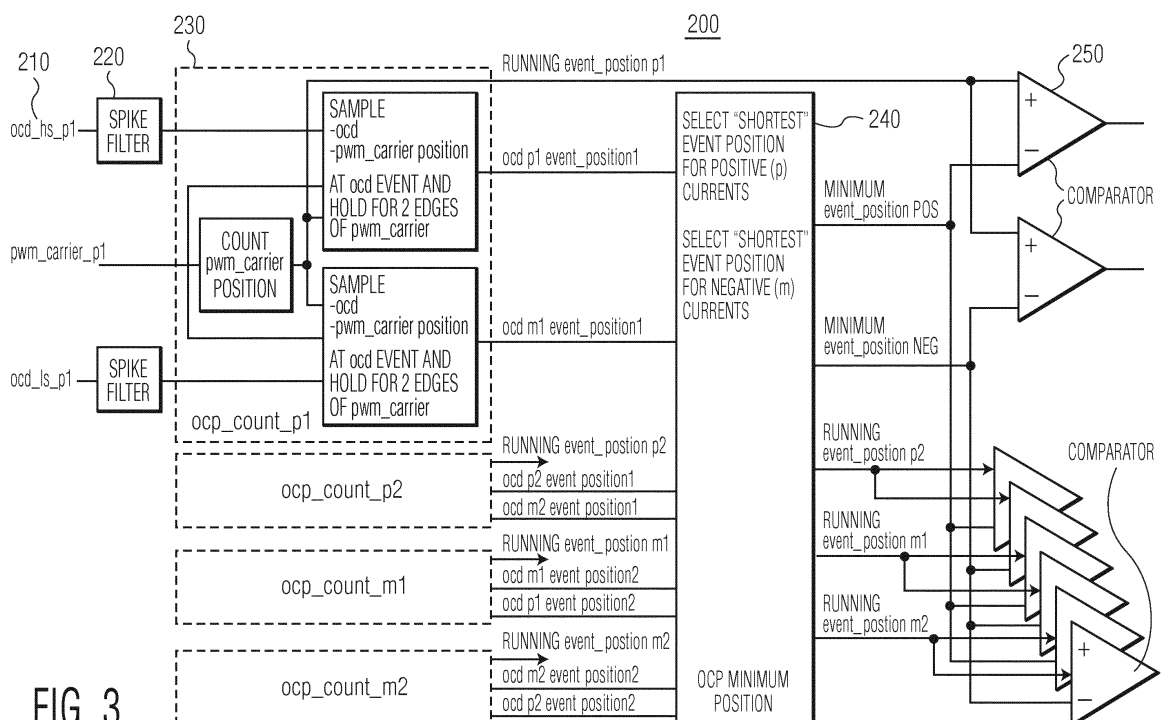 200
230
220
210
250
RUNNING event_postion p1
ocd_hs_p1
SPIKE
FILTER
SAMPLE
-ocd
-pwm_carrier position
AT ocd EVENT AND
HOLD FOR 2 EDGES
OF pwm_carrier
ocd p1 event_position1
SELECT "SHORTEST"
EVENT POSITION
FOR POSITIVE (p)
CURRENTS
240
+
−
COMPARATOR
MINIMUM
event_position POS
pwm_carrier_p1
COUNT
pwm_carrier
POSITION
SELECT "SHORTEST"
EVENT POSITION
FOR NEGATIVE (m)
CURRENTS
+
−
SAMPLE
-ocd
-pwm_carrier position
AT ocd EVENT AND
HOLD FOR 2 EDGES
OF pwm_carrier
ocd m1 event_position1
MINIMUM
event_position NEG
ocd_ls_p1
SPIKE
FILTER
ocp_count_p1
RUNNING event_postion p2
ocd p2 event position1
ocd m2 event position1
ocp_count_p2
RUNNING
event_postion p2
COMPARATOR
RUNNING event_postion m1
ocd m1 event position2
ocd p1 event position2
ocp_count_m1
RUNNING
event_postion m1
RUNNING event_postion m2
ocd m2 event position2
ocd p2 event position2
ocp_count_m2
RUNNING
event_postion m2
+
−
OCP MINIMUM
POSITION
FIG. 3